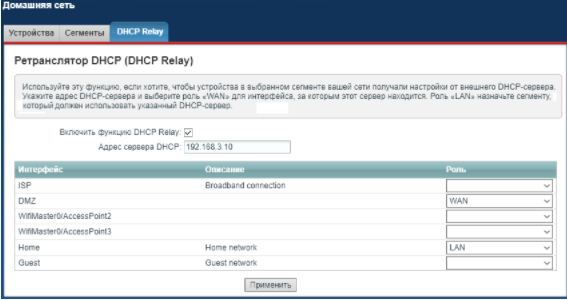 Домашняя сеть
Устройства Сегменты DHCP Relay
Ретранслятор DHCP (DHCP Relay)
Используйте эту функцию, если хотите, чтобы устройства в выбранном сегменте вашей сети получали настройки от внешнего DHCP-сервера.
Укажите адрес DHCP-сервера и выберите роль «WAN» для интерфейса, за которым этот сервер находится. Роль «LAN» назначьте сегменту,
который должен использовать указанный DHCP-сервер.
Включить функцию DHCP Relay:
Адрес сервера DHCP: 192.168.3.10
Интерфейс Описание Роль
ISP Broadband connection
DMZ WAN
WifiMaster0/AccessPoint2
WifiMaster0/AccessPoint3
Home Home network LAN
Guest Guest network
Применить